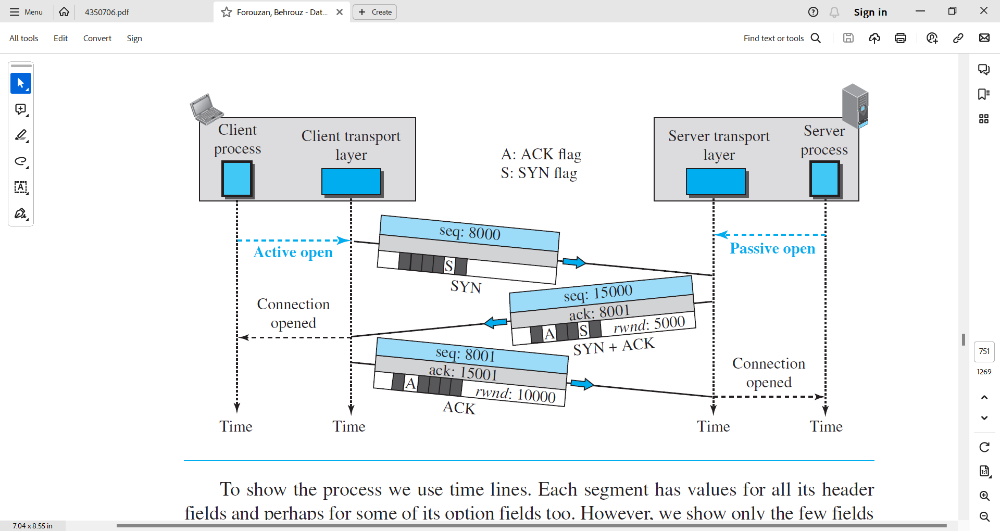 Menu
4350706.pdf
Forouzan, Behrouz - Dat...
Create
Sign in
All tools
Edit
Convert
Sign
Find text or tools
Client
process
Client transport
layer
A: ACK flag
S: SYN flag
Server transport
layer
Server
process
Active open
seq: 8000
S
SYN
Passive open
Connection
opened
seq: 15000
ack: 8001
A
S
rwnd: 5000
SYN + ACK
seq: 8001
ack: 15001
A
rwnd: 10000
ACK
Connection
opened
Time
Time
Time
Time
To show the process we use time lines. Each segment has values for all its header
fields and perhaps for some of its option fields too. However, we show only the few fields
751
1269
7.04 x 8.55 in